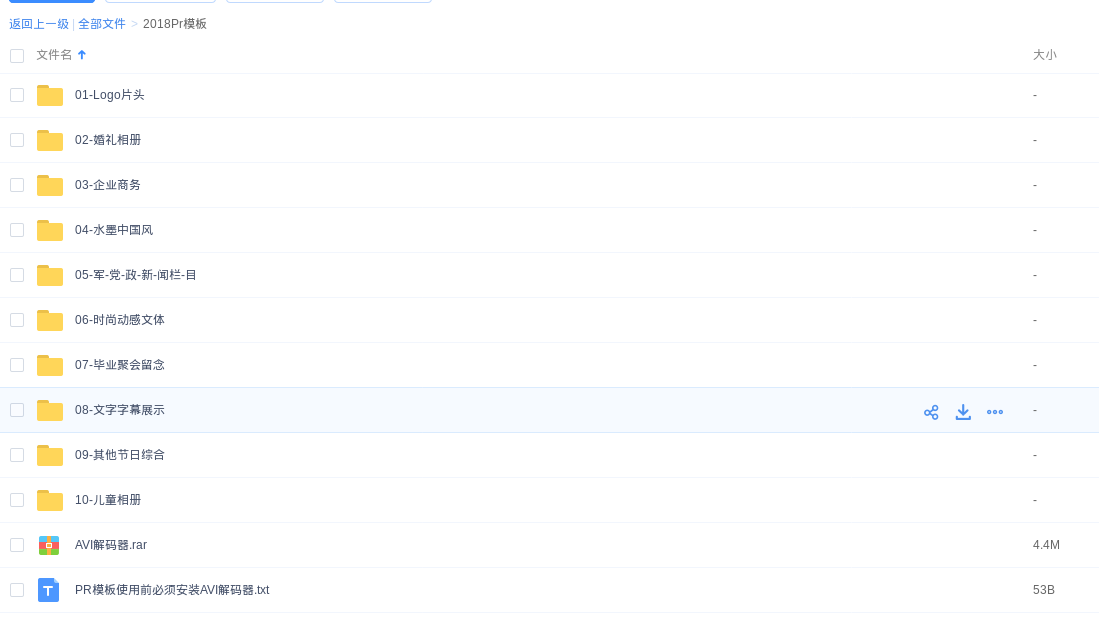 返回上一级 | 全部文件 > 2018Pr模板
文件名 大小
01-Logo片头 -
02-婚礼相册 -
03-企业商务 -
04-水墨中国风 -
05-军-党-政-新-闻栏-目 -
06-时尚动感文体 -
07-毕业聚会留念 -
08-文字字幕展示 -
09-其他节日综合 -
10-儿童相册 -
AVI解码器.rar 4.4M
PR模板使用前必须安装AVI解码器.txt 53B